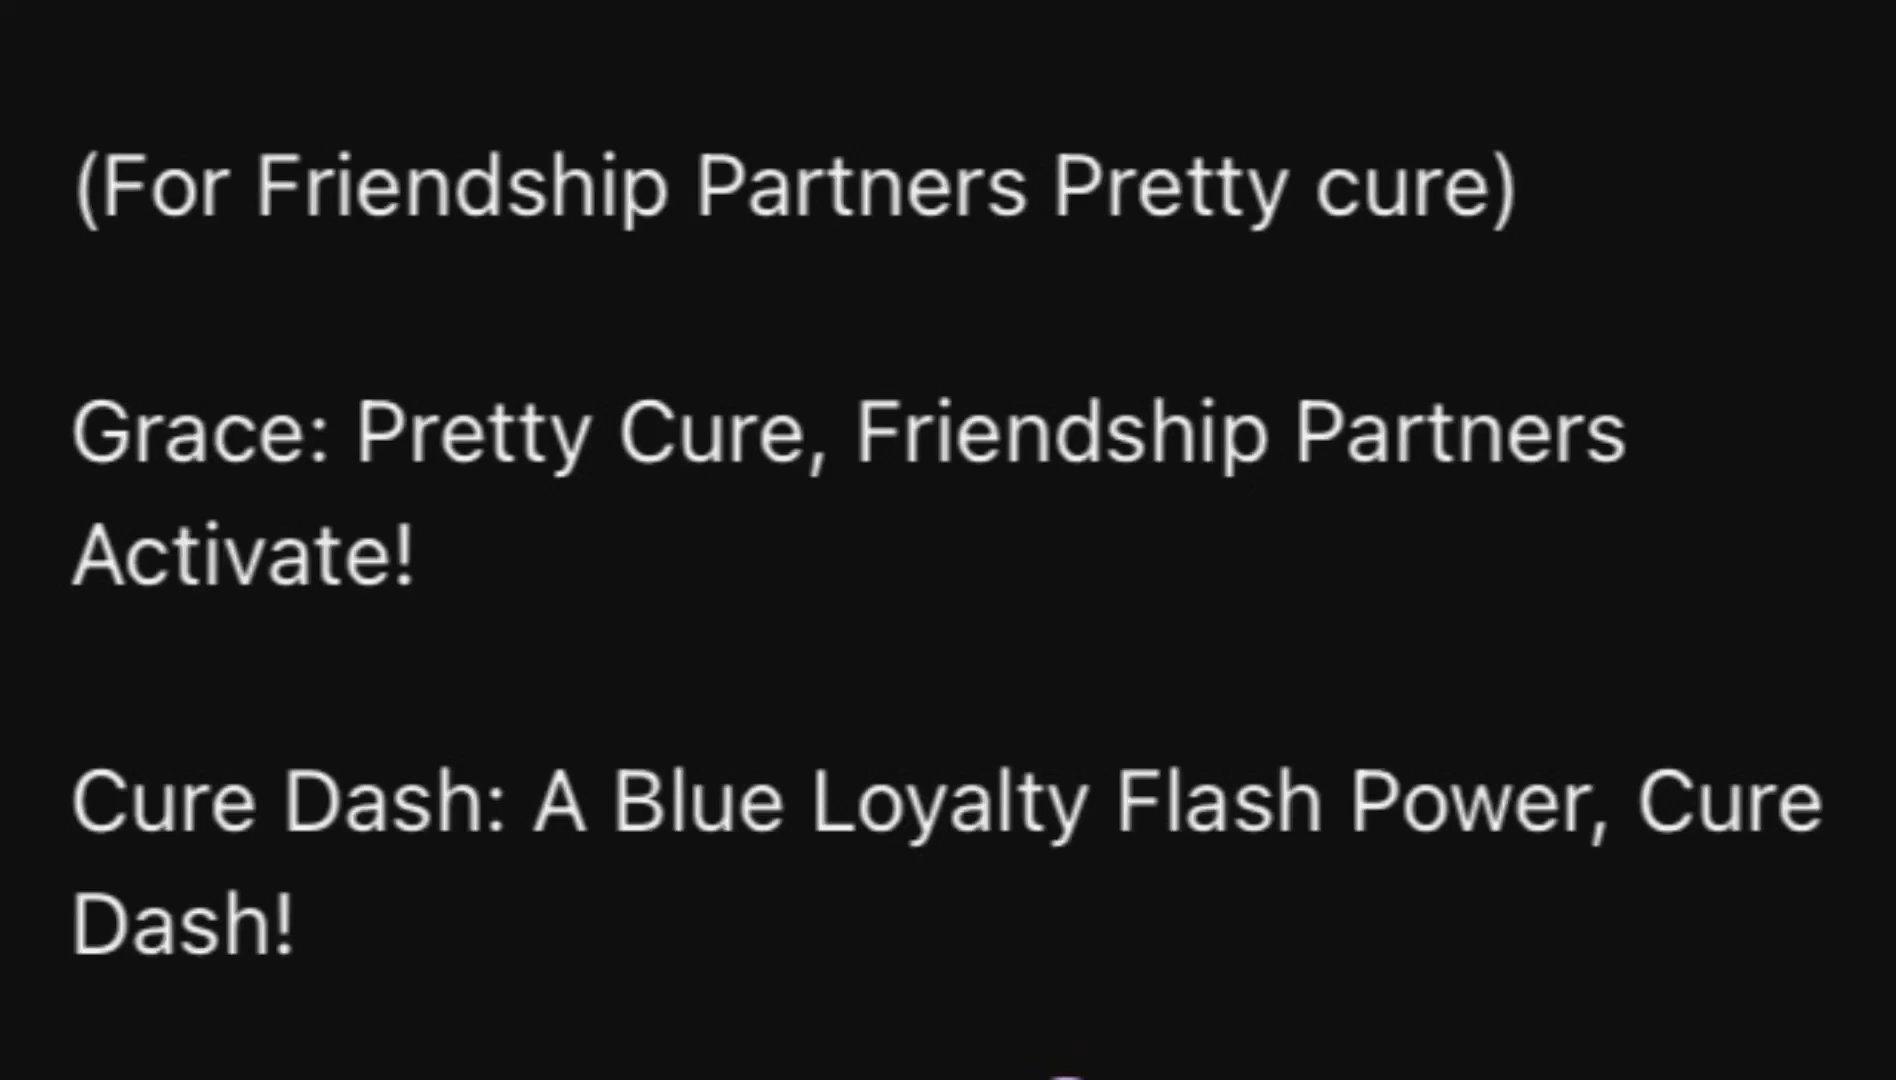 (For Friendship Partners Pretty cure)
Grace: Pretty Cure, Friendship Partners
Activate!
Cure Dash: A Blue Loyalty Flash Power, Cure
Dash!